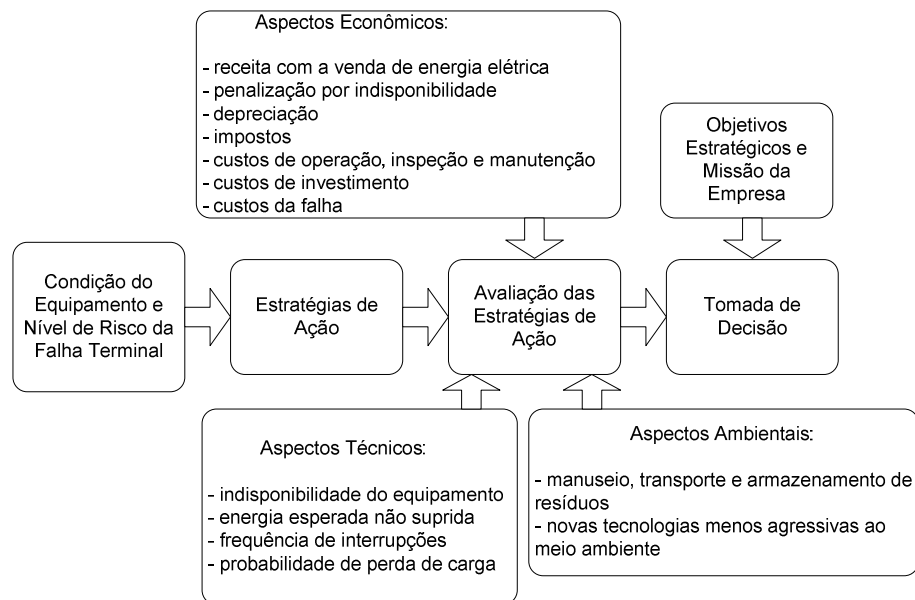 Aspectos Econômicos:
- receita com a venda de energia elétrica
- penalização por indisponibilidade
- depreciação
- impostos
- custos de operação, inspeção e manutenção
- custos de investimento
- custos da falha
Objetivos
Estratégicos e
Missão da
Empresa
Condição do
Equipamento e
Nível de Risco da
Falha Terminal
Estratégias de
Ação
Avaliação das
Estratégias de
Ação
Tomada de
Decisão
Aspectos Técnicos:
- indisponibilidade do equipamento
- energia esperada não suprida
- frequência de interrupções
- probabilidade de perda de carga
Aspectos Ambientais:
- manuseio, transporte e armazenamento de
resíduos
- novas tecnologias menos agressivas ao
meio ambiente